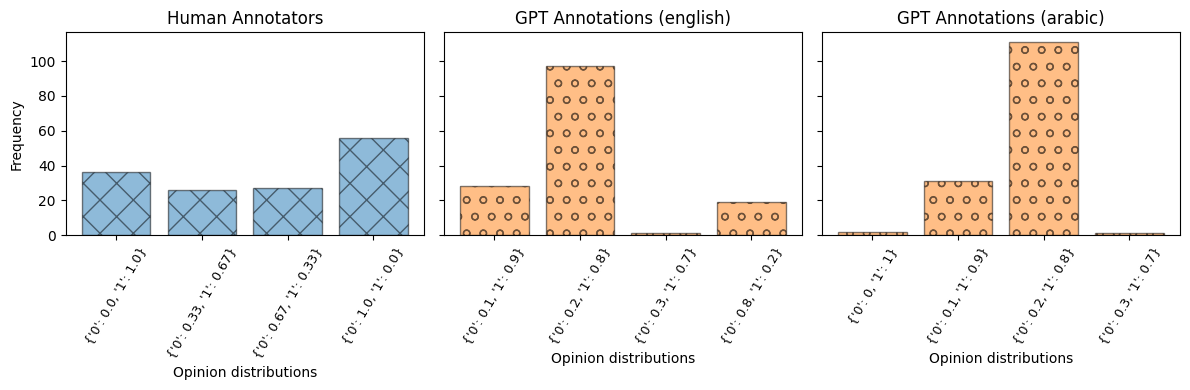 Human Annotators
GPT Annotations (english)
GPT Annotations (arabic)
Frequency
100
80
60
40
20
0
{'0': 0.0, '1': 1.0}
{'0': 0.33, '1': 0.67}
{'0': 0.67, '1': 0.33}
{'0': 1.0, '1': 0.0}
Opinion distributions
{'0': 0.1, '1': 0.9}
{'0': 0.2, '1': 0.8}
{'0': 0.3, '1': 0.7}
{'0': 0.8, '1': 0.2}
Opinion distributions
{'0': 0, '1': 1}
{'0': 0.1, '1': 0.9}
{'0': 0.2, '1': 0.8}
{'0': 0.3, '1': 0.7}
Opinion distributions